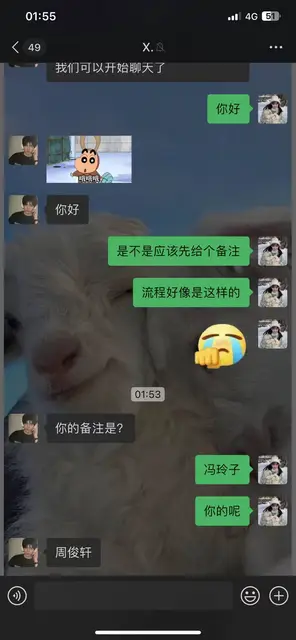 01:55
4G
51
49
X.
我们可以开始聊天了
你好
你好
是不是应该先给个备注
流程好像是这样的
01:53
你的备注是?
冯玲子
你的呢
周俊轩